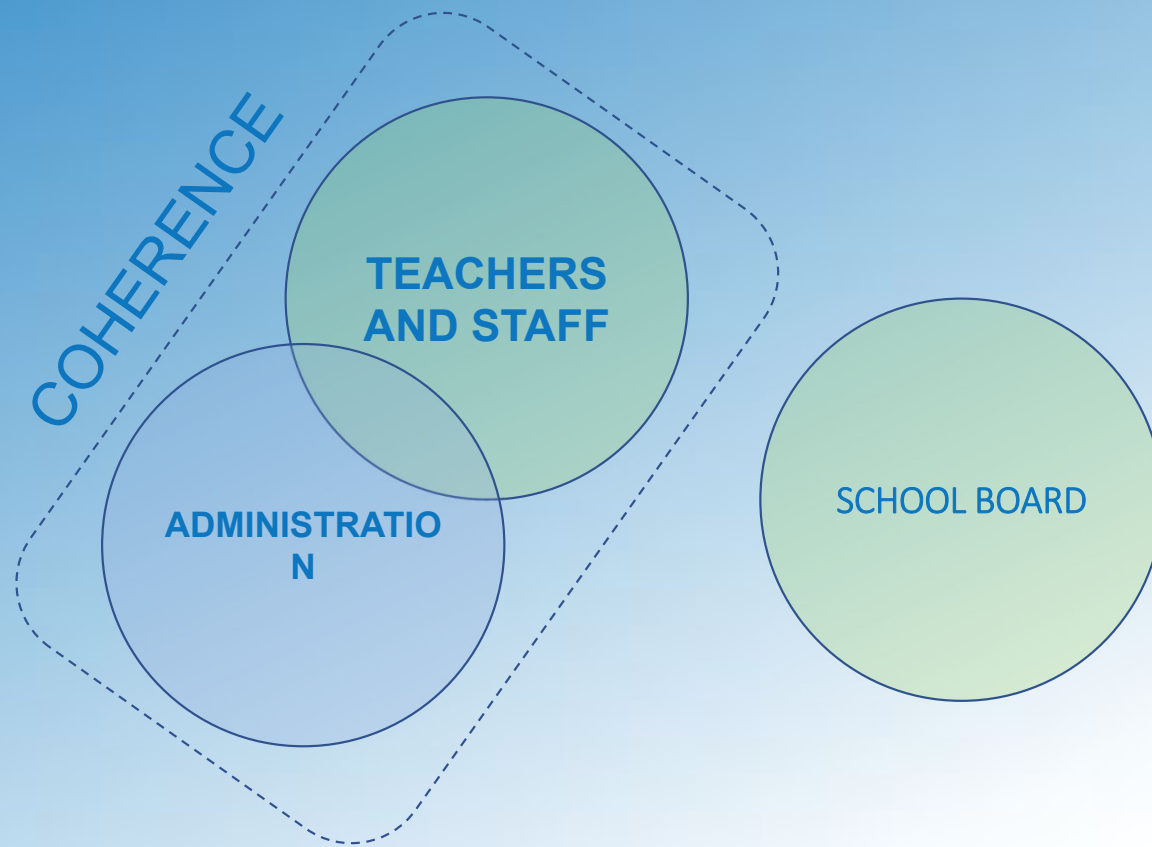 COHERENCE
TEACHERS
AND STAFF
ADMINISTRATIO
N
SCHOOL BOARD